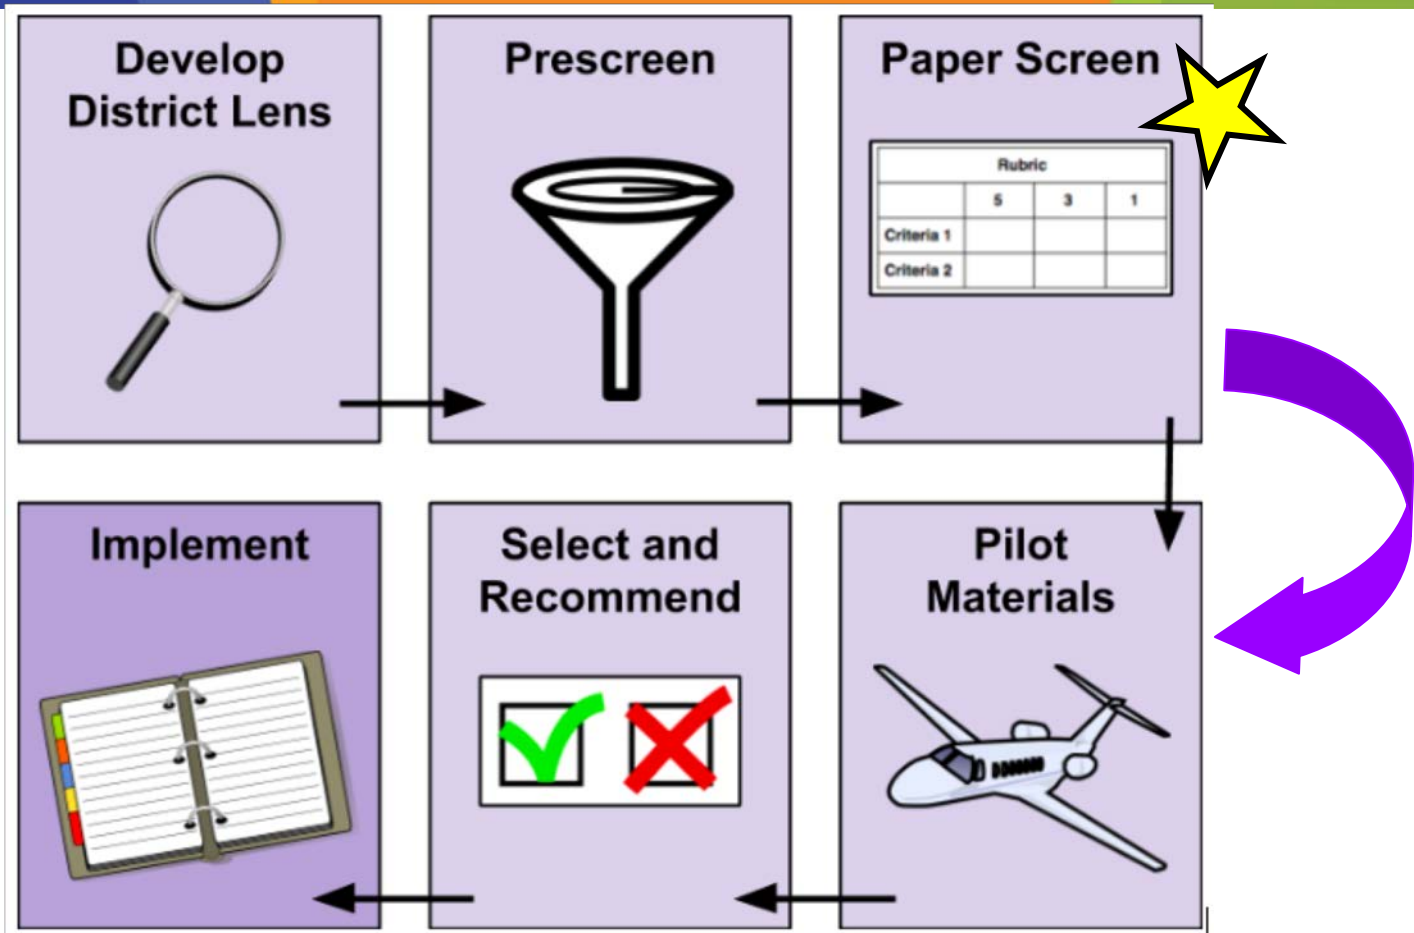 Develop
District Lens
Prescreen
Paper Screen
Rubric
5 3 1
Criteria 1
Criteria 2
Implement
Select and
Recommend
Pilot
Materials